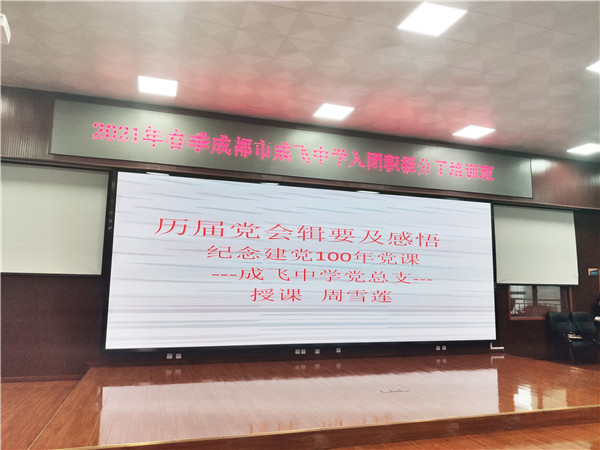 2021年春季成都市成飞中学入团积极分子培训班
历届党会辑要及感悟
纪念建党100年党课
---成飞中学党总支---
授课 周雪莲